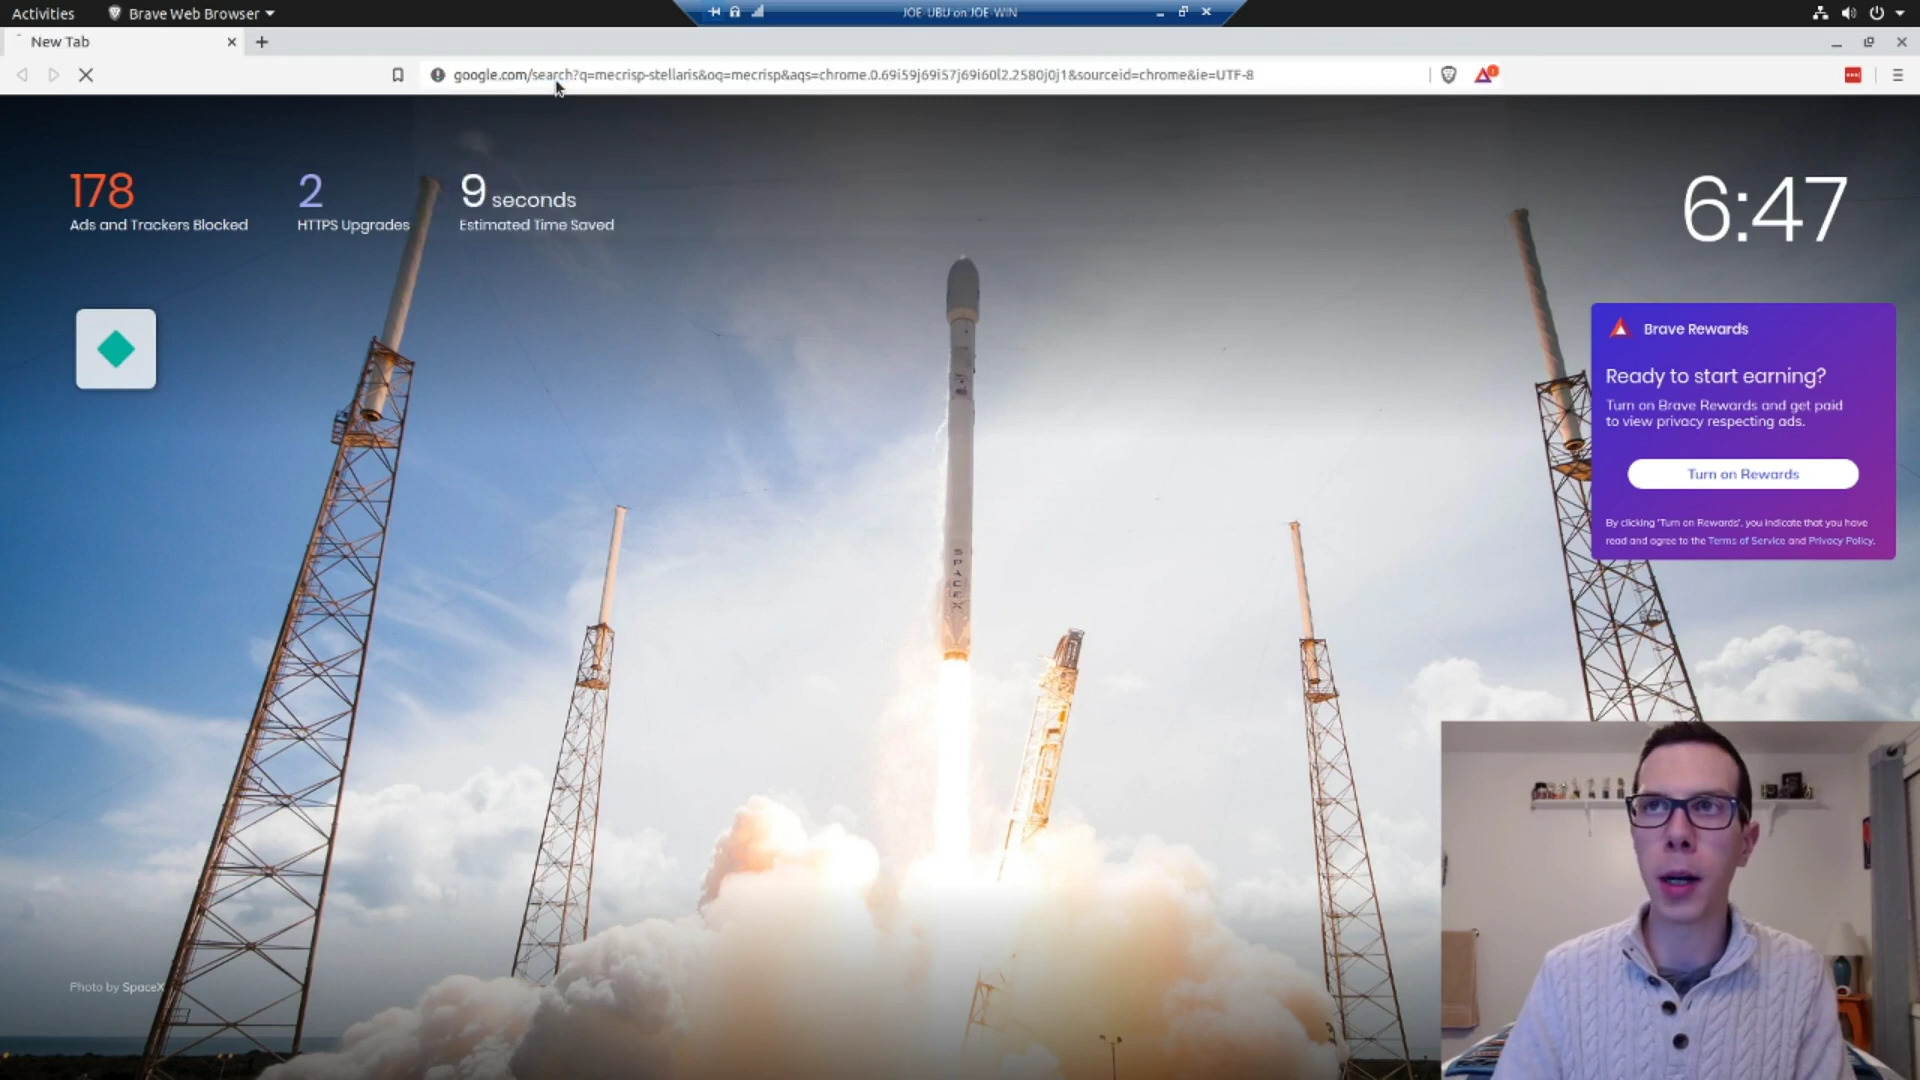 Activities
Brave Web Browser
JOE-UBU on JOE-WIN
New Tab
google.com/search?q=mecrisp-stellaris&oq=mecrisp&aqs=chrome.0.69i59j69i57j69i60l2.2580j0j1&sourceid=chrome&ie=UTF-8
178
Ads and Trackers Blocked
2
HTTPS Upgrades
9 seconds
Estimated Time Saved
6:47
Brave Rewards
Ready to start earning?
Turn on Brave Rewards and get paid
to view privacy respecting ads.
Turn on Rewards
By clicking 'Turn on Rewards', you indicate that you have
read and agree to the Terms of Service and Privacy Policy.
SPACEX
Photo by SpaceX